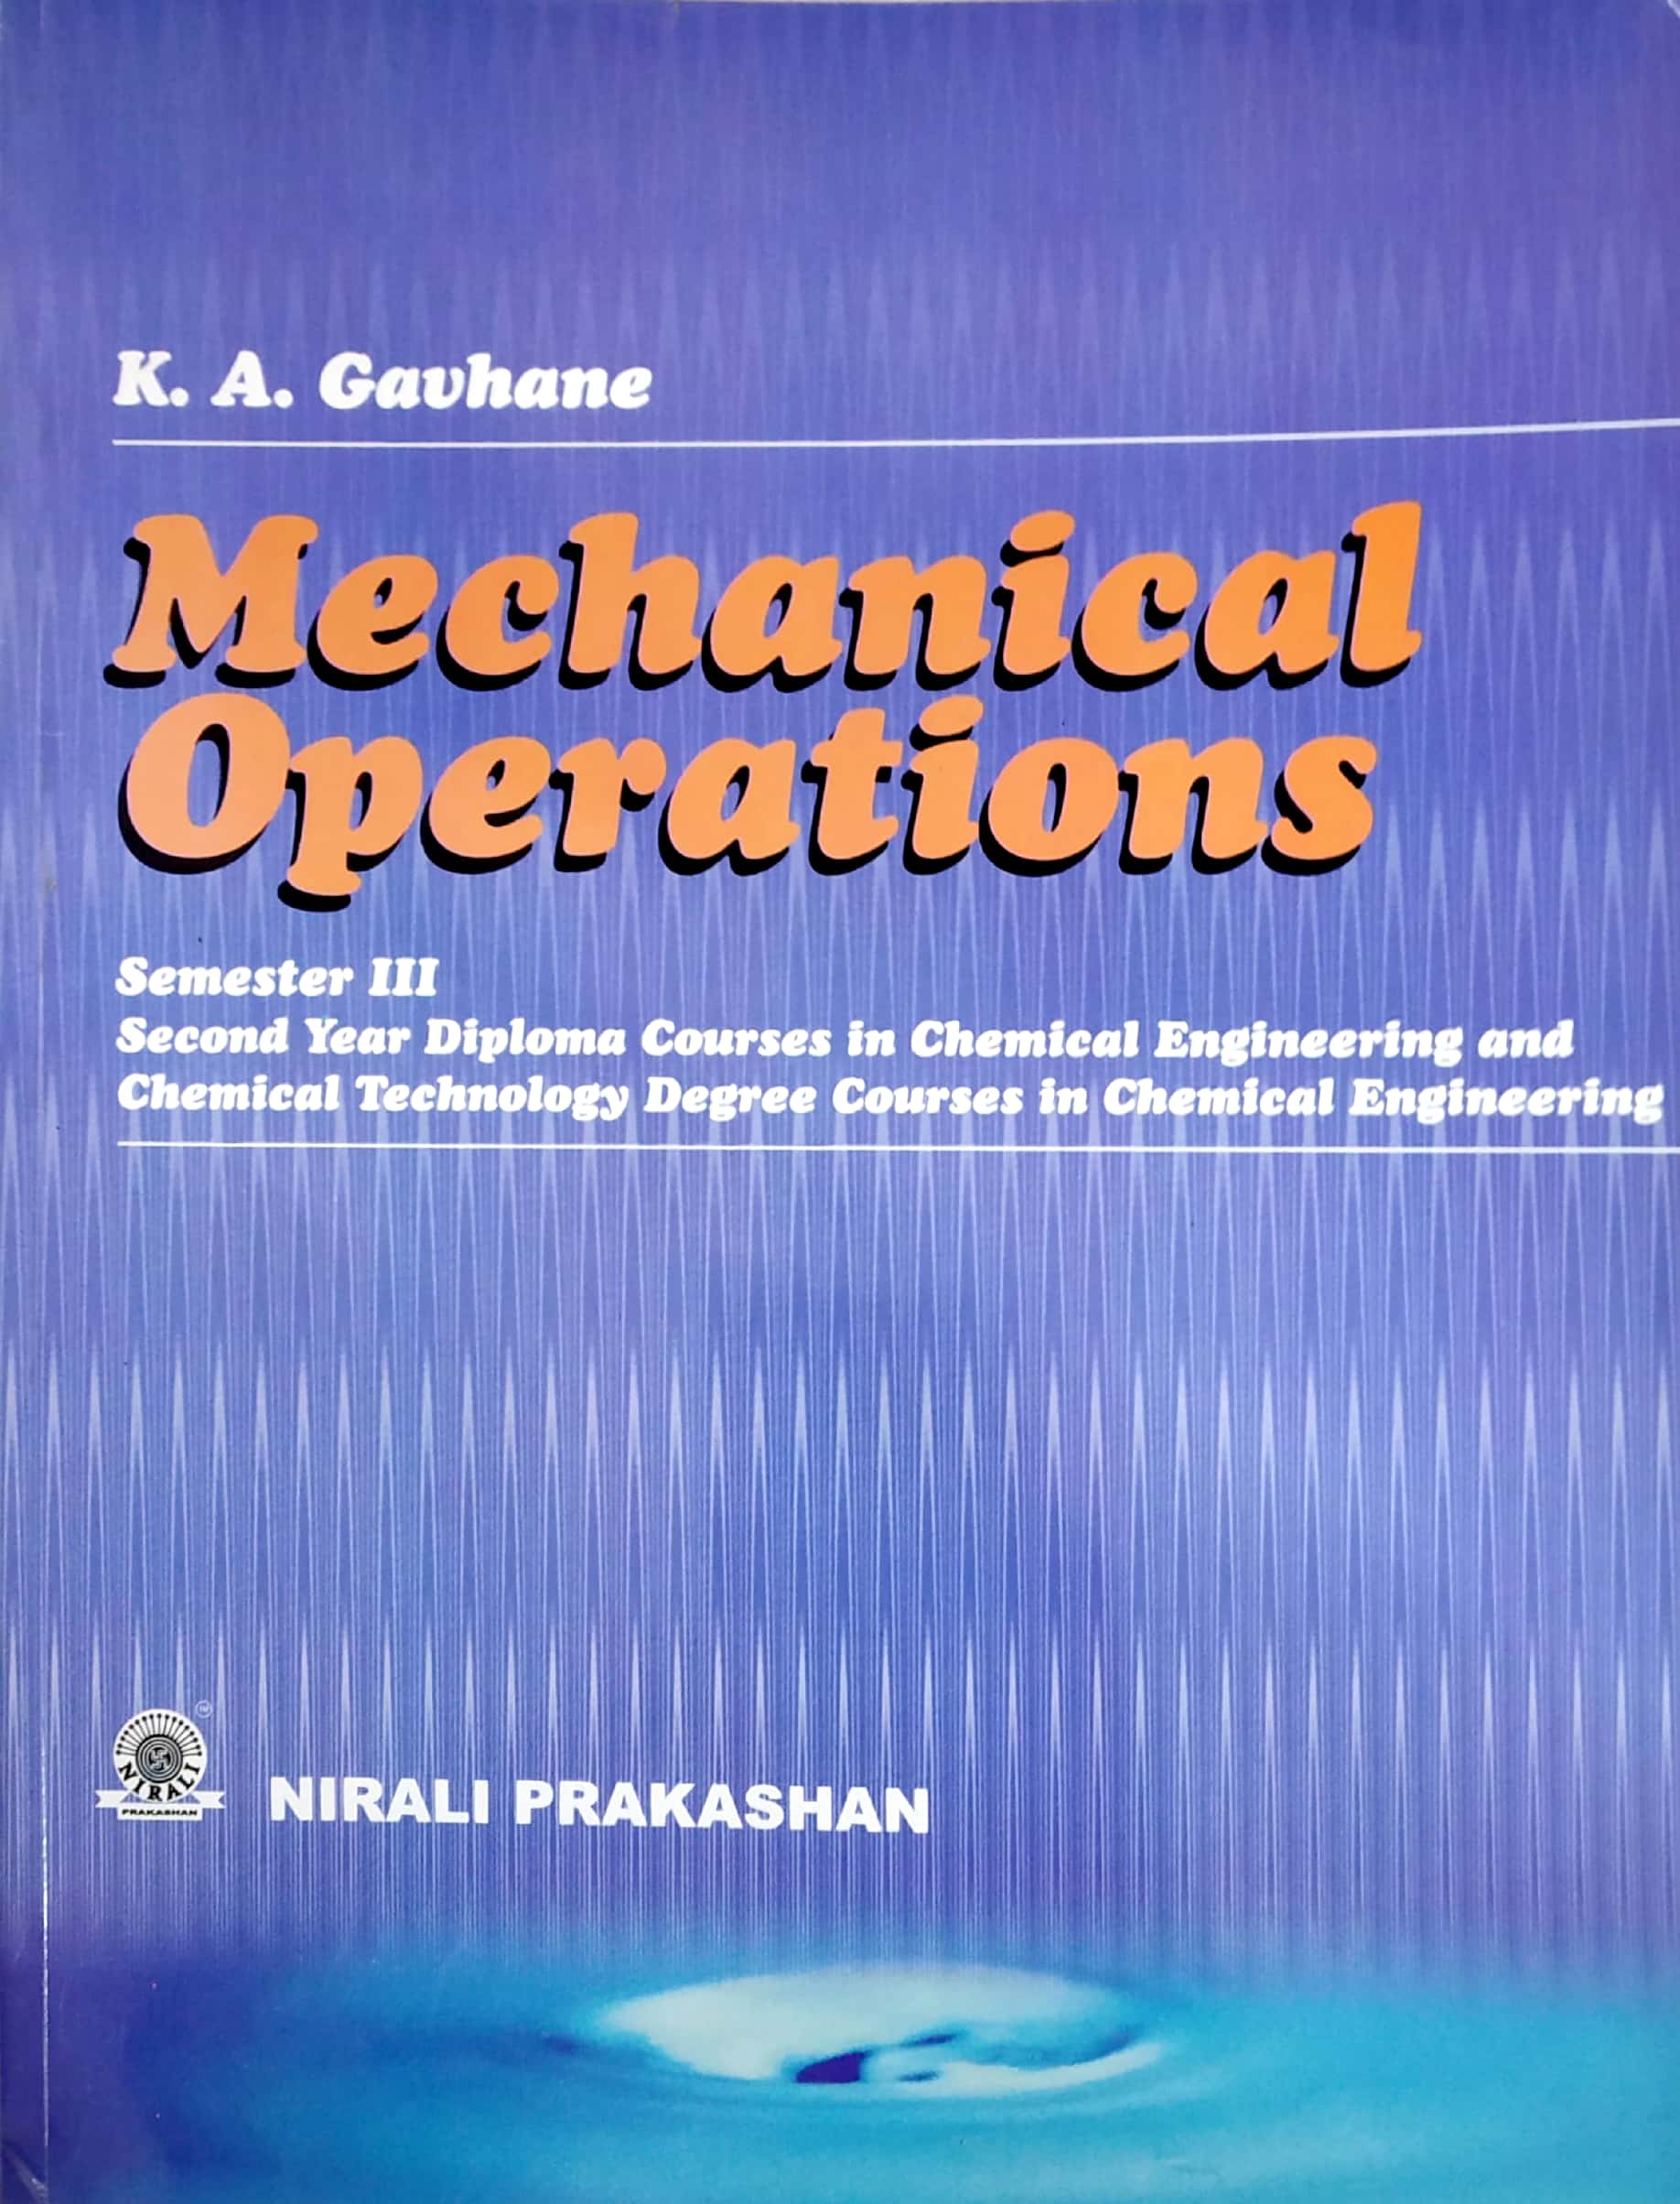 K. A. Gavhane
Mechanical
Operations
Semester III
Second Year Diploma Courses in Chemical Engineering and
Chemical Technology Degree Courses in Chemical Engineering
TM
NIRALI
PRAKASHAN
NIRALI PRAKASHAN